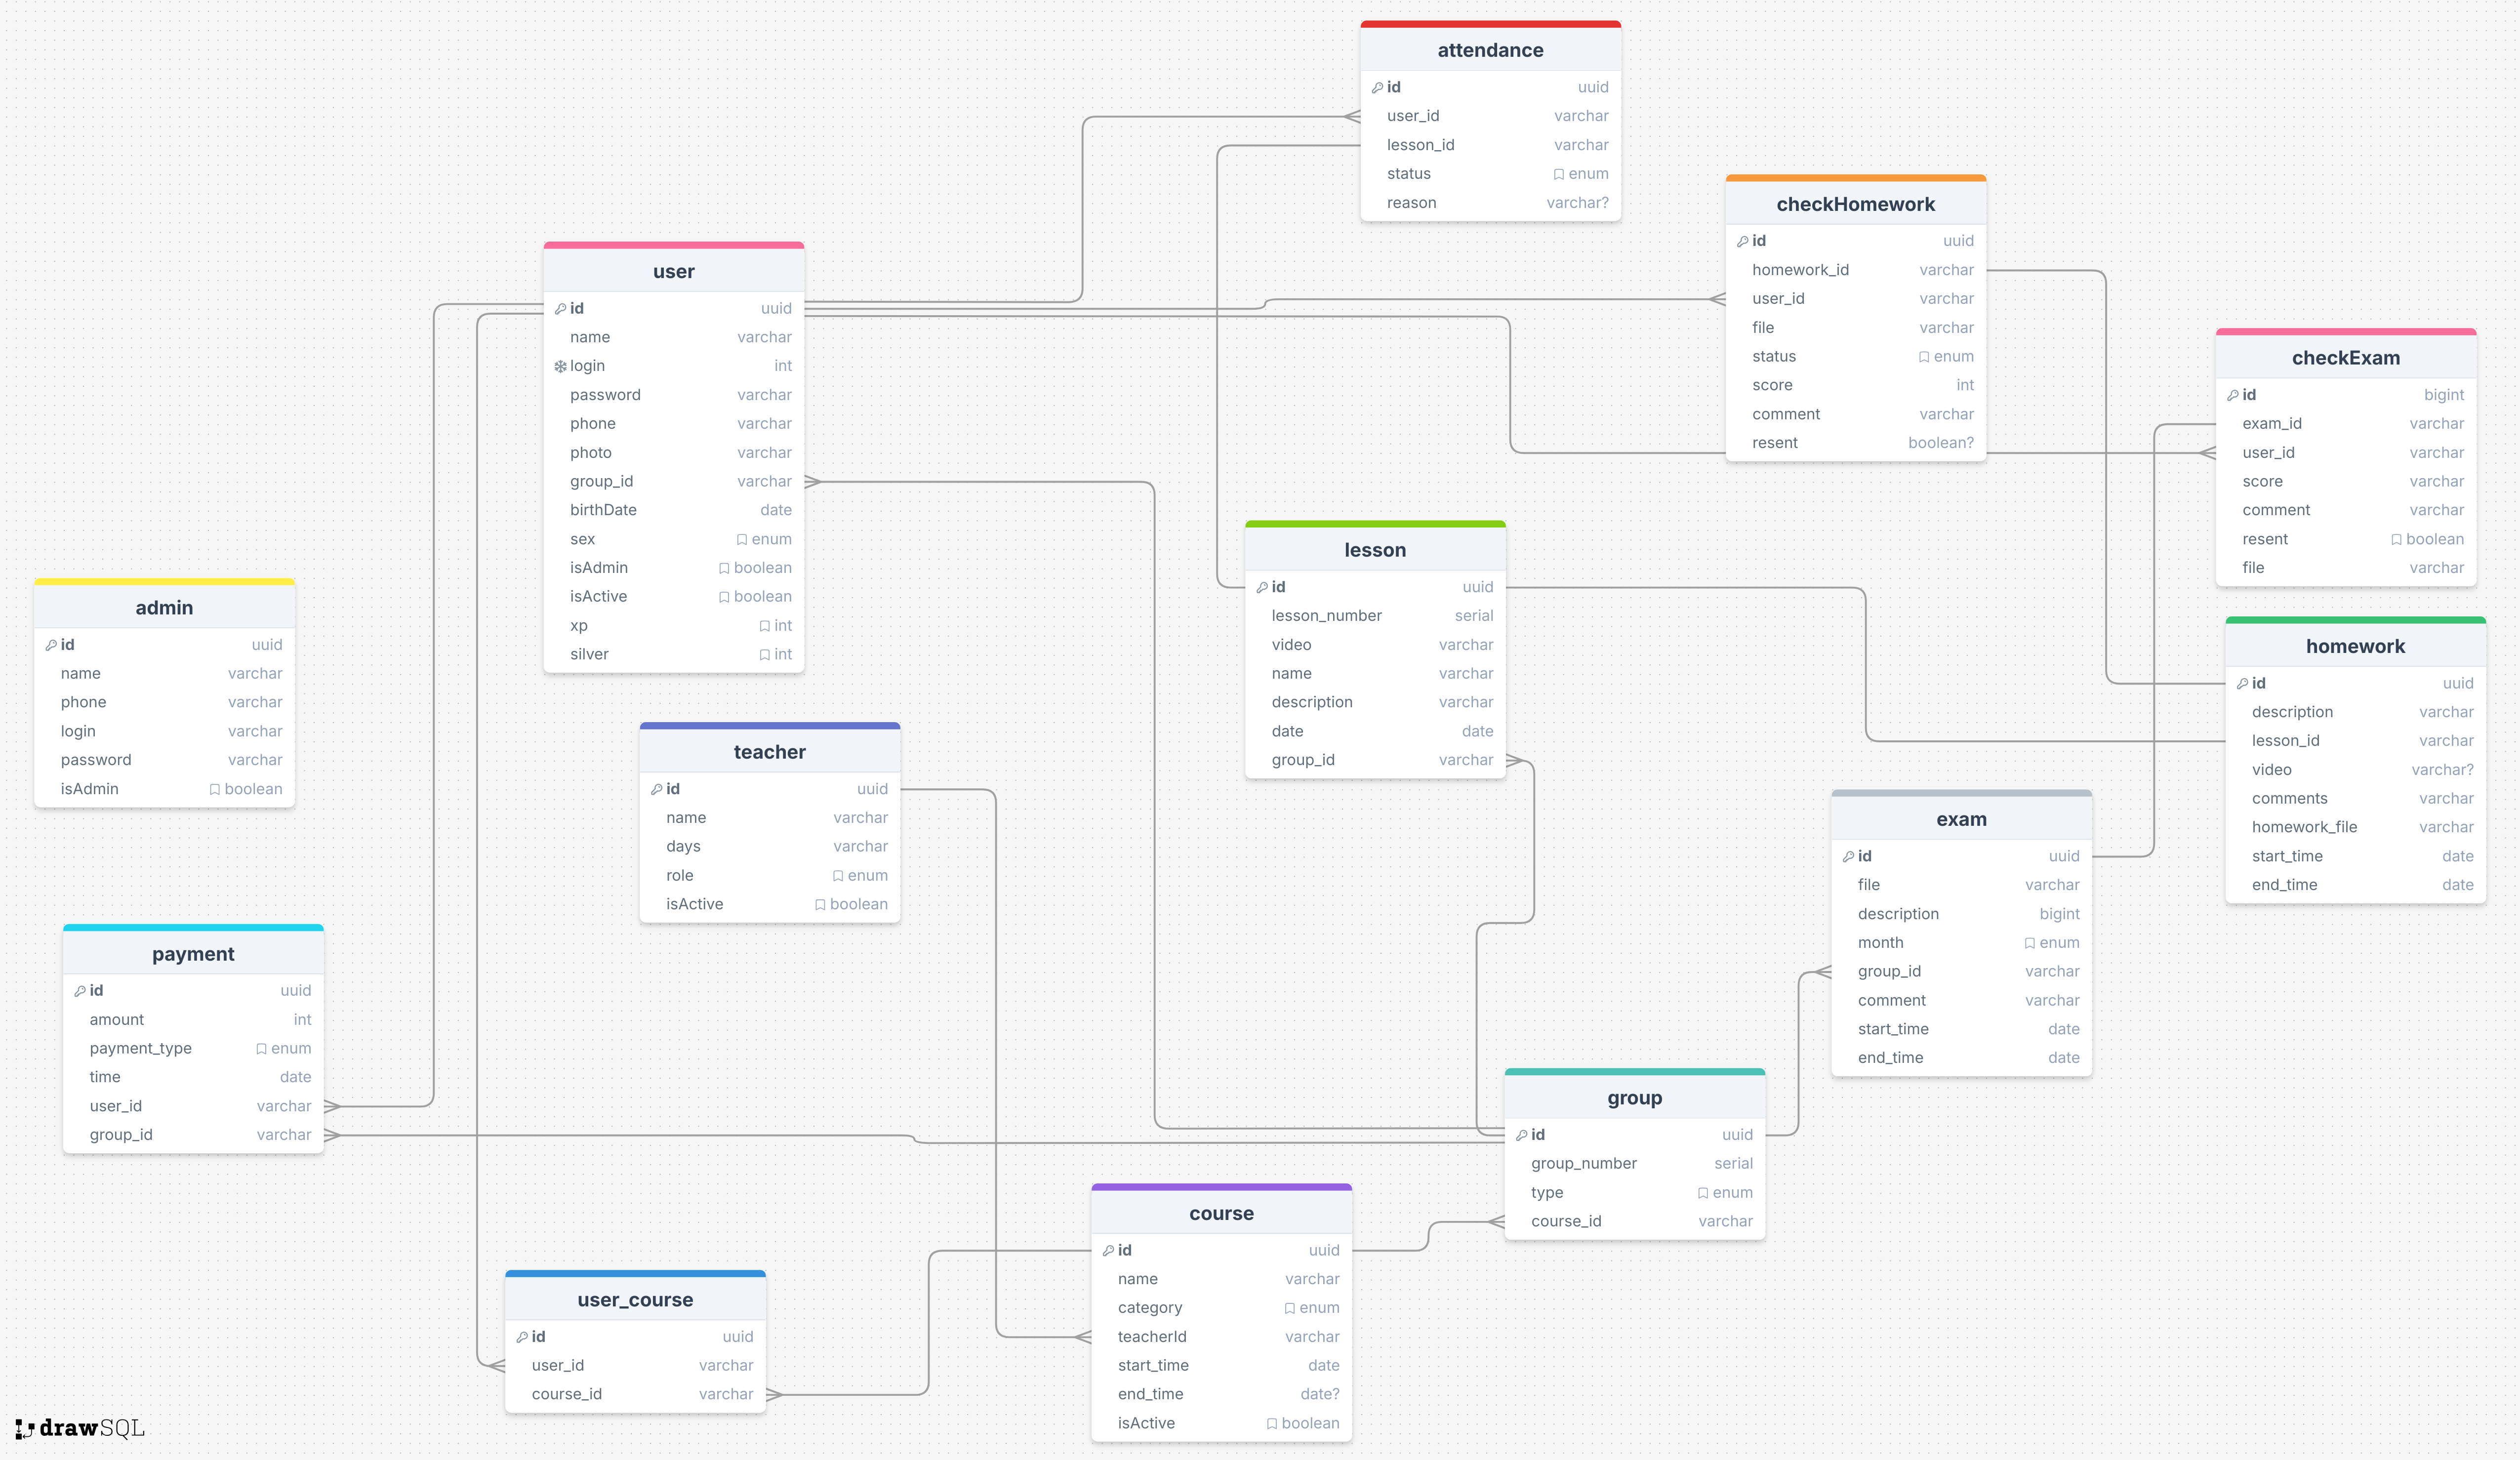 attendance
id uuid
user_id varchar
lesson_id varchar
status enum
reason varchar?
checkHomework
id uuid
homework_id varchar
user_id varchar
file varchar
status enum
score int
comment varchar
resent boolean?
user
id uuid
name varchar
login int
password varchar
phone varchar
photo varchar
group_id varchar
birthDate date
sex enum
isAdmin boolean
isActive boolean
xp int
silver int
checkExam
id bigint
exam_id varchar
user_id varchar
score varchar
comment varchar
resent boolean
file varchar
lesson
id uuid
lesson_number serial
video varchar
name varchar
description varchar
date date
group_id varchar
admin
id uuid
name varchar
phone varchar
login varchar
password varchar
isAdmin boolean
homework
id uuid
description varchar
lesson_id varchar
video varchar?
comments varchar
homework_file varchar
start_time date
end_time date
teacher
id uuid
name varchar
days varchar
role enum
isActive boolean
exam
id uuid
file varchar
description bigint
month enum
group_id varchar
comment varchar
start_time date
end_time date
payment
id uuid
amount int
payment_type enum
time date
user_id varchar
group_id varchar
group
id uuid
group_number serial
type enum
course_id varchar
course
id uuid
name varchar
category enum
teacherId varchar
start_time date
end_time date?
isActive boolean
user_course
id uuid
user_id varchar
course_id varchar
drawSQL